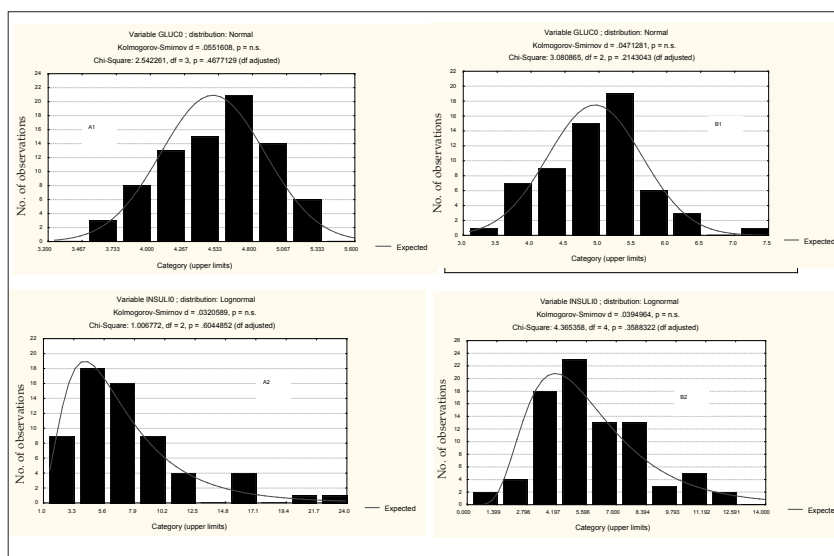 Variable GLUC0 ; distribution: Normal
Kolmogorov-Smirnov d = .0551608, p = n.s.
Chi-Square: 2.542261, df = 3, p = .4677129 (df adjusted)
No. of observations
24
22
20
18
16
14
12
10
8
6
4
2
0
A1
3.200 3.467 3.733 4.000 4.267 4.533 4.800 5.067 5.333 5.600
Category (upper limits)
Expected
Variable GLUC0 ; distribution: Normal
Kolmogorov-Smirnov d = .0471281, p = n.s.
Chi-Square: 3.080865, df = 2, p = .2143043 (df adjusted)
No. of observations
22
20
18
16
14
12
10
8
6
4
2
0
B1
3.0 3.5 4.0 4.5 5.0 5.5 6.0 6.5 7.0 7.5
Category (upper limits)
Expected
Variable INSULI0 ; distribution: Lognormal
Kolmogorov-Smirnov d = .0320589, p = n.s.
Chi-Square: 1.006772, df = 2, p = .6044852 (df adjusted)
No. of observations
22
20
18
16
14
12
10
8
6
4
2
0
A2
1.0 3.3 5.6 7.9 10.2 12.5 14.8 17.1 19.4 21.7 24.0
Category (upper limits)
Expected
Variable INSULI0 ; distribution: Lognormal
Kolmogorov-Smirnov d = .0394964, p = n.s.
Chi-Square: 4.365358, df = 4, p = .3588322 (df adjusted)
No. of observations
26
24
22
20
18
16
14
12
10
8
6
4
2
0
B2
0.000 1.399 2.798 4.197 5.596 7.000 8.394 9.793 11.192 12.591 14.000
Category (upper limits)
Expected